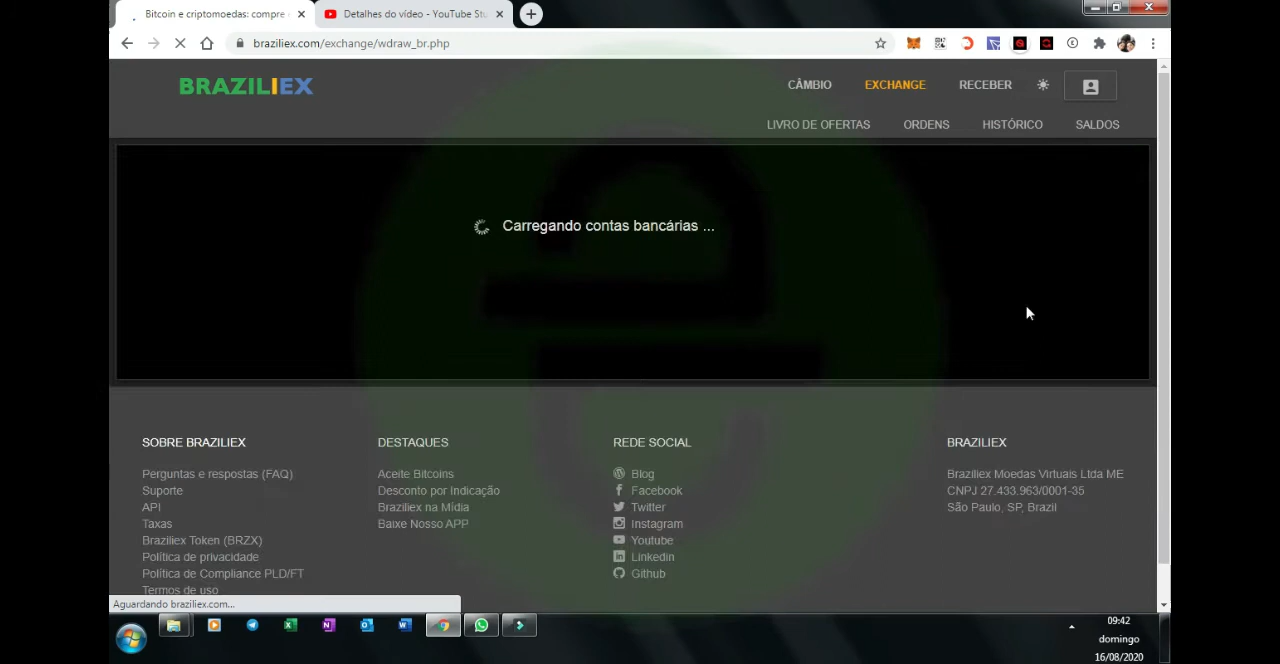 Bitcoin e criptomoedas: compre
Detalhes do vídeo - YouTube Stu
braziliex.com/exchange/wdraw_br.php
BRAZILIEX
CÂMBIO
EXCHANGE
RECEBER
LIVRO DE OFERTAS
ORDENS
HISTÓRICO
SALDOS
Carregando contas bancárias ...
SOBRE BRAZILIEX
Perguntas e respostas (FAQ)
Suporte
API
Taxas
Braziliex Token (BRZX)
Política de privacidade
Política de Compliance PLD/FT
Termos de uso
DESTAQUES
Aceite Bitcoins
Desconto por Indicação
Braziliex na Mídia
Baixe Nosso APP
REDE SOCIAL
Blog
Facebook
Twitter
Instagram
Youtube
Linkedin
Github
BRAZILIEX
Braziliex Moedas Virtuais Ltda ME
CNPJ 27.433.963/0001-35
São Paulo, SP, Brazil
Aguardando braziliex.com...
09:42
domingo
16/08/2020